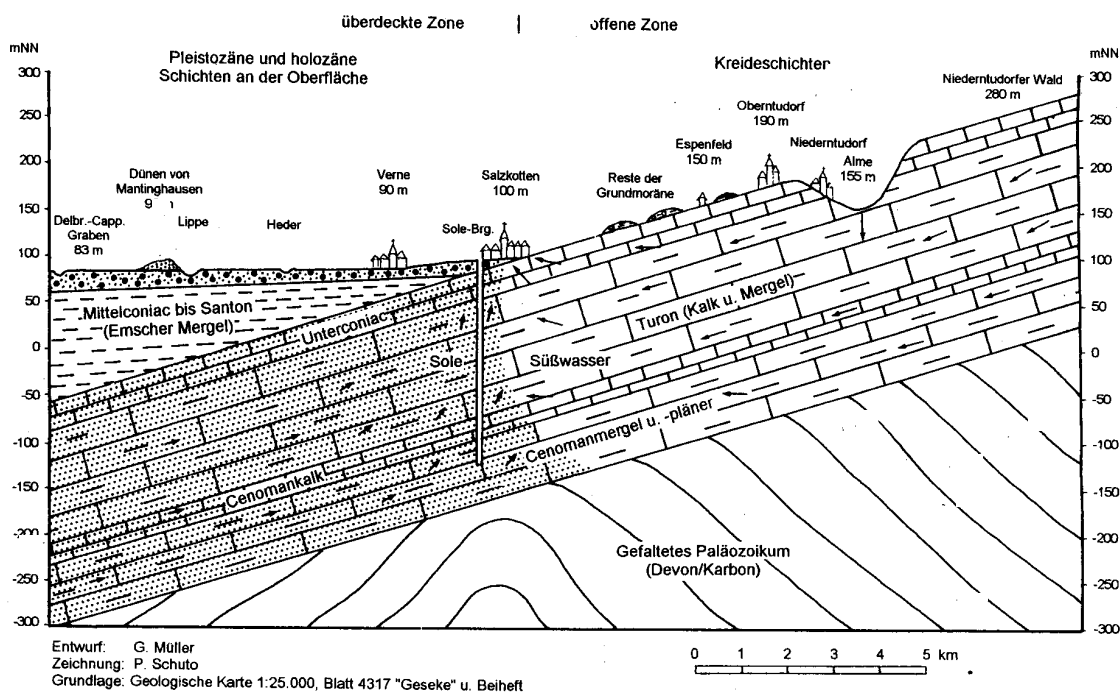 überdeckte Zone
offene Zone
mNN
mNN
Pleistozäne und holozäne
Schichten an der Oberfläche
Kreideschichter
Niederntudorfer Wald
280 m
Oberntudorf
190 m
Espenfeld
150 m
Niederntudorf
Alme
155 m
Dünen von
Mantinghausen
Verne
90 m
Salzkotten
100 m
Reste der
Grundmoräne
Delbr.-Capp.
Graben
83 m
Lippe
Heder
Sole-Brg.
300
250
200
150
100
50
0
-50
-100
-150
-200
-250
-300
300
250
200
150
100
50
0
-50
-100
-150
-200
-250
-300
Mittelconiac bis Santon
(Emscher Mergel)
Unterconiac
Turon (Kalk u. Mergel)
Sole
Süßwasser
Cenomankalk
Cenomanmergel u. -pläner
Gefaltetes Paläozoikum
(Devon/Karbon)
Entwurf: G. Müller
Zeichnung: P. Schuto
Grundlage: Geologische Karte 1:25.000, Blatt 4317 "Geseke" u. Beiheft
0 1 2 3 4 5 km